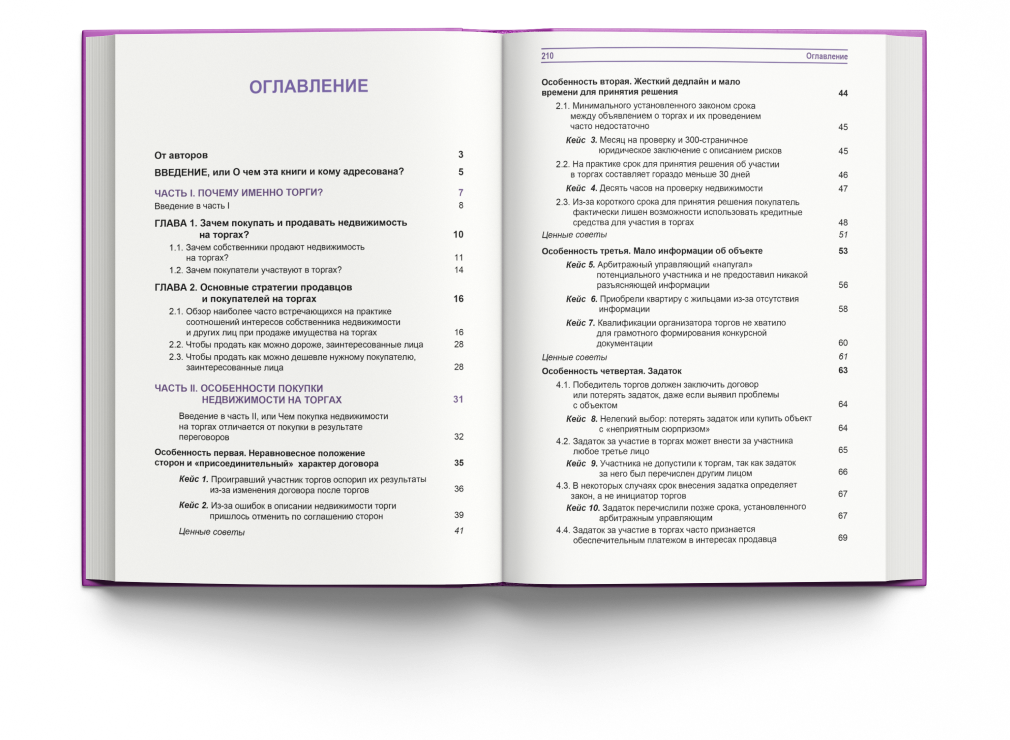 ОГЛАВЛЕНИЕ
От авторов 3
ВВЕДЕНИЕ, или О чем эта книги и кому адресована? 5
ЧАСТЬ I. ПОЧЕМУ ИМЕННО ТОРГИ? 7
Введение в часть I 8
ГЛАВА 1. Зачем покупать и продавать недвижимость
на торгах? 10
1.1. Зачем собственники продают недвижимость
на торгах? 11
1.2. Зачем покупатели участвуют в торгах? 14
ГЛАВА 2. Основные стратегии продавцов
и покупателей на торгах 16
2.1. Обзор наиболее часто встречающихся на практике
соотношений интересов собственника недвижимости
и других лиц при продаже имущества на торгах 16
2.2. Чтобы продать как можно дороже, заинтересованные лица 28
2.3. Чтобы продать как можно дешевле нужному покупателю,
заинтересованные лица 28
ЧАСТЬ II. ОСОБЕННОСТИ ПОКУПКИ
НЕДВИЖИМОСТИ НА ТОРГАХ 31
Введение в часть II, или Чем покупка недвижимости
на торгах отличается от покупки в результате
переговоров 32
Особенность первая. Неравновесное положение
сторон и «присоединительный» характер договора 35
Кейс 1. Проигравший участник торгов оспорил их результаты
из-за изменения договора после торгов 36
Кейс 2. Из-за ошибок в описании недвижимости торги
пришлось отменить по соглашению сторон 39
Ценные советы 41
210 Оглавление
Особенность вторая. Жесткий дедлайн и мало
времени для принятия решения 44
2.1. Минимального установленного законом срока
между объявлением о торгах и их проведением
часто недостаточно 45
Кейс 3. Месяц на проверку и 300-страничное
юридическое заключение с описанием рисков 45
2.2. На практике срок для принятия решения об участии
в торгах составляет гораздо меньше 30 дней 46
Кейс 4. Десять часов на проверку недвижимости 47
2.3. Из-за короткого срока для принятия решения покупатель
фактически лишен возможности использовать кредитные
средства для участия в торгах 48
Ценные советы 51
Особенность третья. Мало информации об объекте 53
Кейс 5. Арбитражный управляющий «напугал»
потенциального участника и не предоставил никакой
разъясняющей информации 56
Кейс 6. Приобрели квартиру с жильцами из-за отсутствия
информации 58
Кейс 7. Квалификации организатора торгов не хватило
для грамотного формирования конкурсной
документации 60
Ценные советы 61
Особенность четвертая. Задаток 63
4.1. Победитель торгов должен заключить договор
или потерять задаток, даже если выявил проблемы
с объектом 64
Кейс 8. Нелегкий выбор: потерять задаток или купить объект
с «неприятным сюрпризом» 64
4.2. Задаток за участие в торгах может внести за участника
любое третье лицо 65
Кейс 9. Участника не допустили к торгам, так как задаток
за него был перечислен другим лицом 66
4.3. В некоторых случаях срок внесения задатка определяет
закон, а не инициатор торгов 67
Кейс 10. Задаток перечислили позже срока, установленного
арбитражным управляющим 67
4.4. Задаток за участие в торгах часто признается
обеспечительным платежом в интересах продавца 69